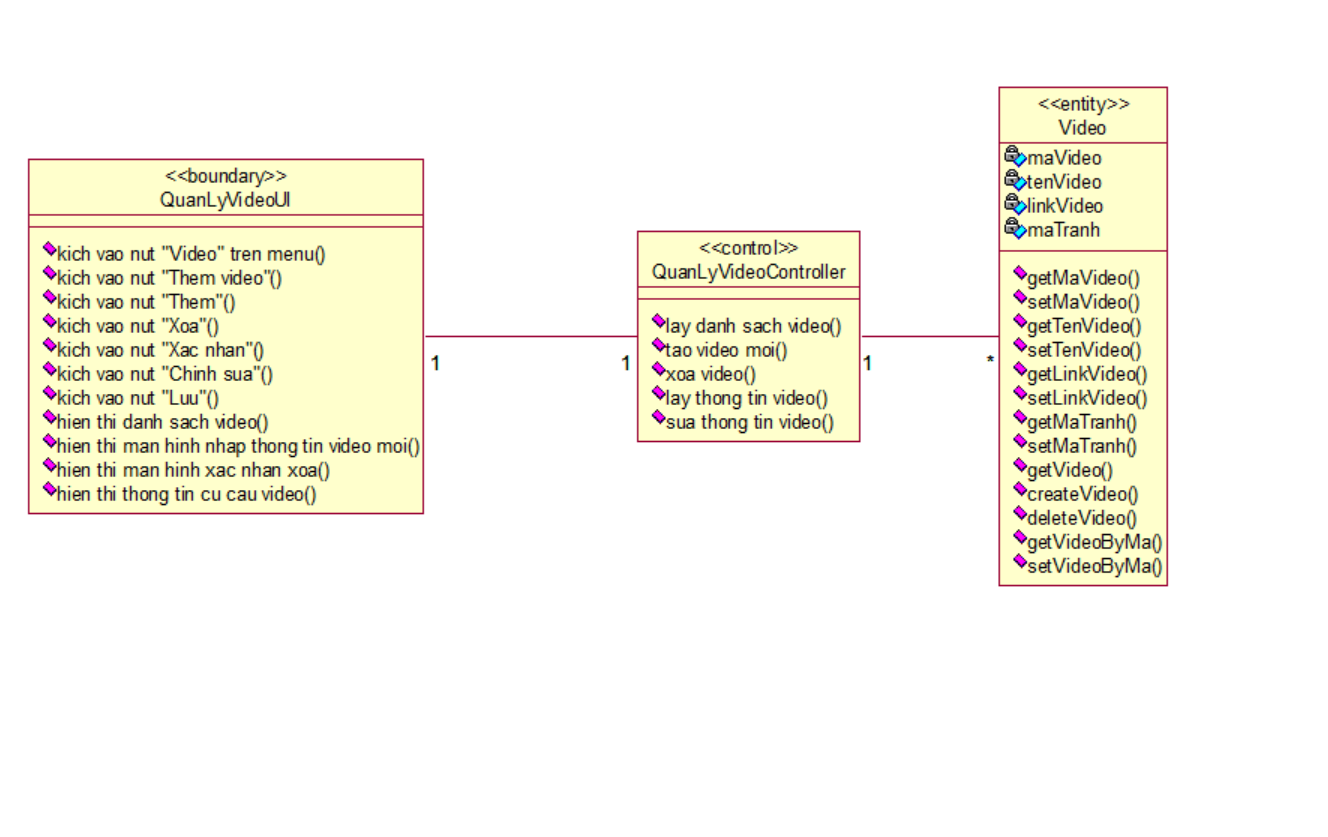 <<boundary>>
QuanLyVideoUI
kich vao nut "Video" tren menu()
kich vao nut "Them video"()
kich vao nut "Them"()
kich vao nut "Xoa"()
kich vao nut "Xac nhan"()
kich vao nut "Chinh sua"()
kich vao nut "Luu"()
hien thi danh sach video()
hien thi man hinh nhap thong tin video moi()
hien thi man hinh xac nhan xoa()
hien thi thong tin cu cau video()
1
1
<<control>>
QuanLyVideoController
lay danh sach video()
tao video moi()
xoa video()
lay thong tin video()
sua thong tin video()
1
*
<<entity>>
Video
maVideo
tenVideo
linkVideo
maTranh
getMaVideo()
setMaVideo()
getTenVideo()
setTenVideo()
getLinkVideo()
setLinkVideo()
getMaTranh()
setMaTranh()
getVideo()
createVideo()
deleteVideo()
getVideoByMa()
setVideoByMa()